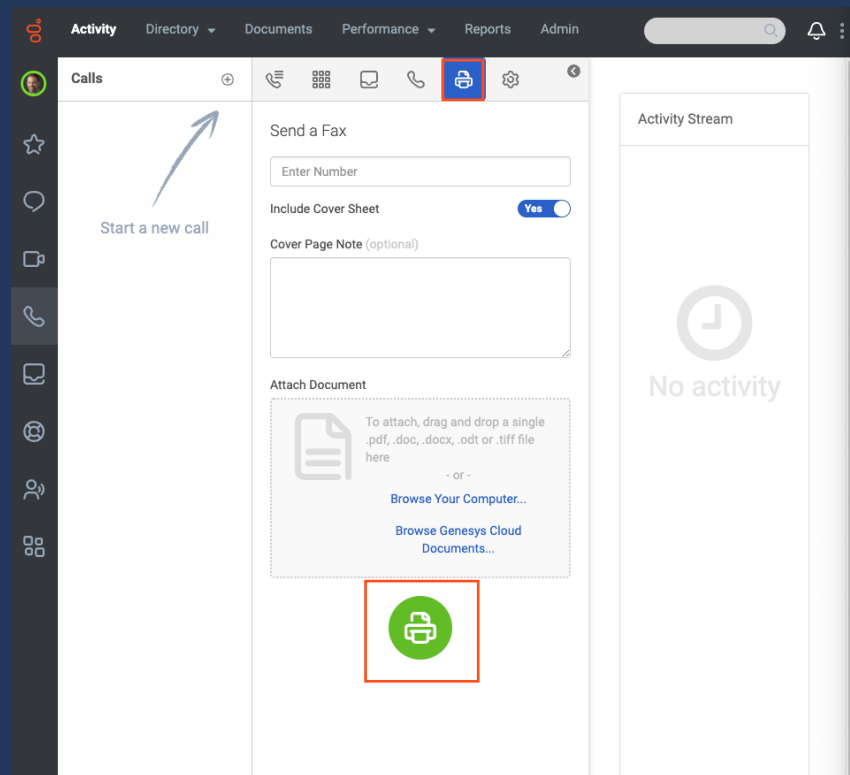 Activity
Directory
Documents
Performance
Reports
Admin
Calls
Start a new call
Send a Fax
Enter Number
Include Cover Sheet
Yes
Cover Page Note (optional)
Attach Document
To attach, drag and drop a single
.pdf, .doc, .docx, .odt or .tiff file
here
- or -
Browse Your Computer...
Browse Genesys Cloud
Documents...
Activity Stream
No activity